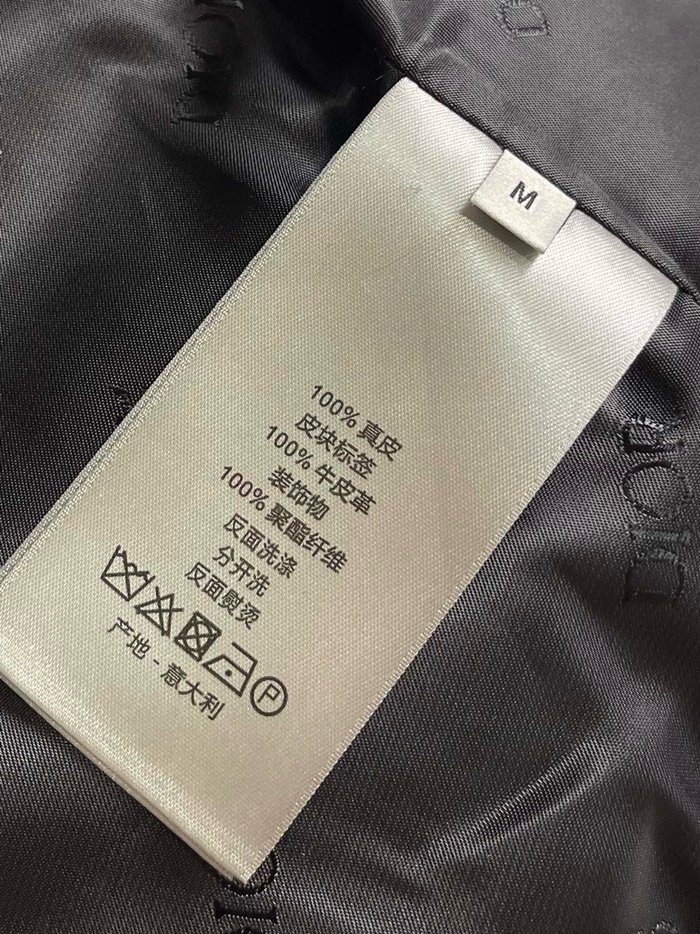 M
100% 真皮
皮块标签
100% 牛皮革
装饰物
100% 聚酯纤维
反面洗涤
分开洗
反面熨烫
P
产地 - 意大利
DIOR